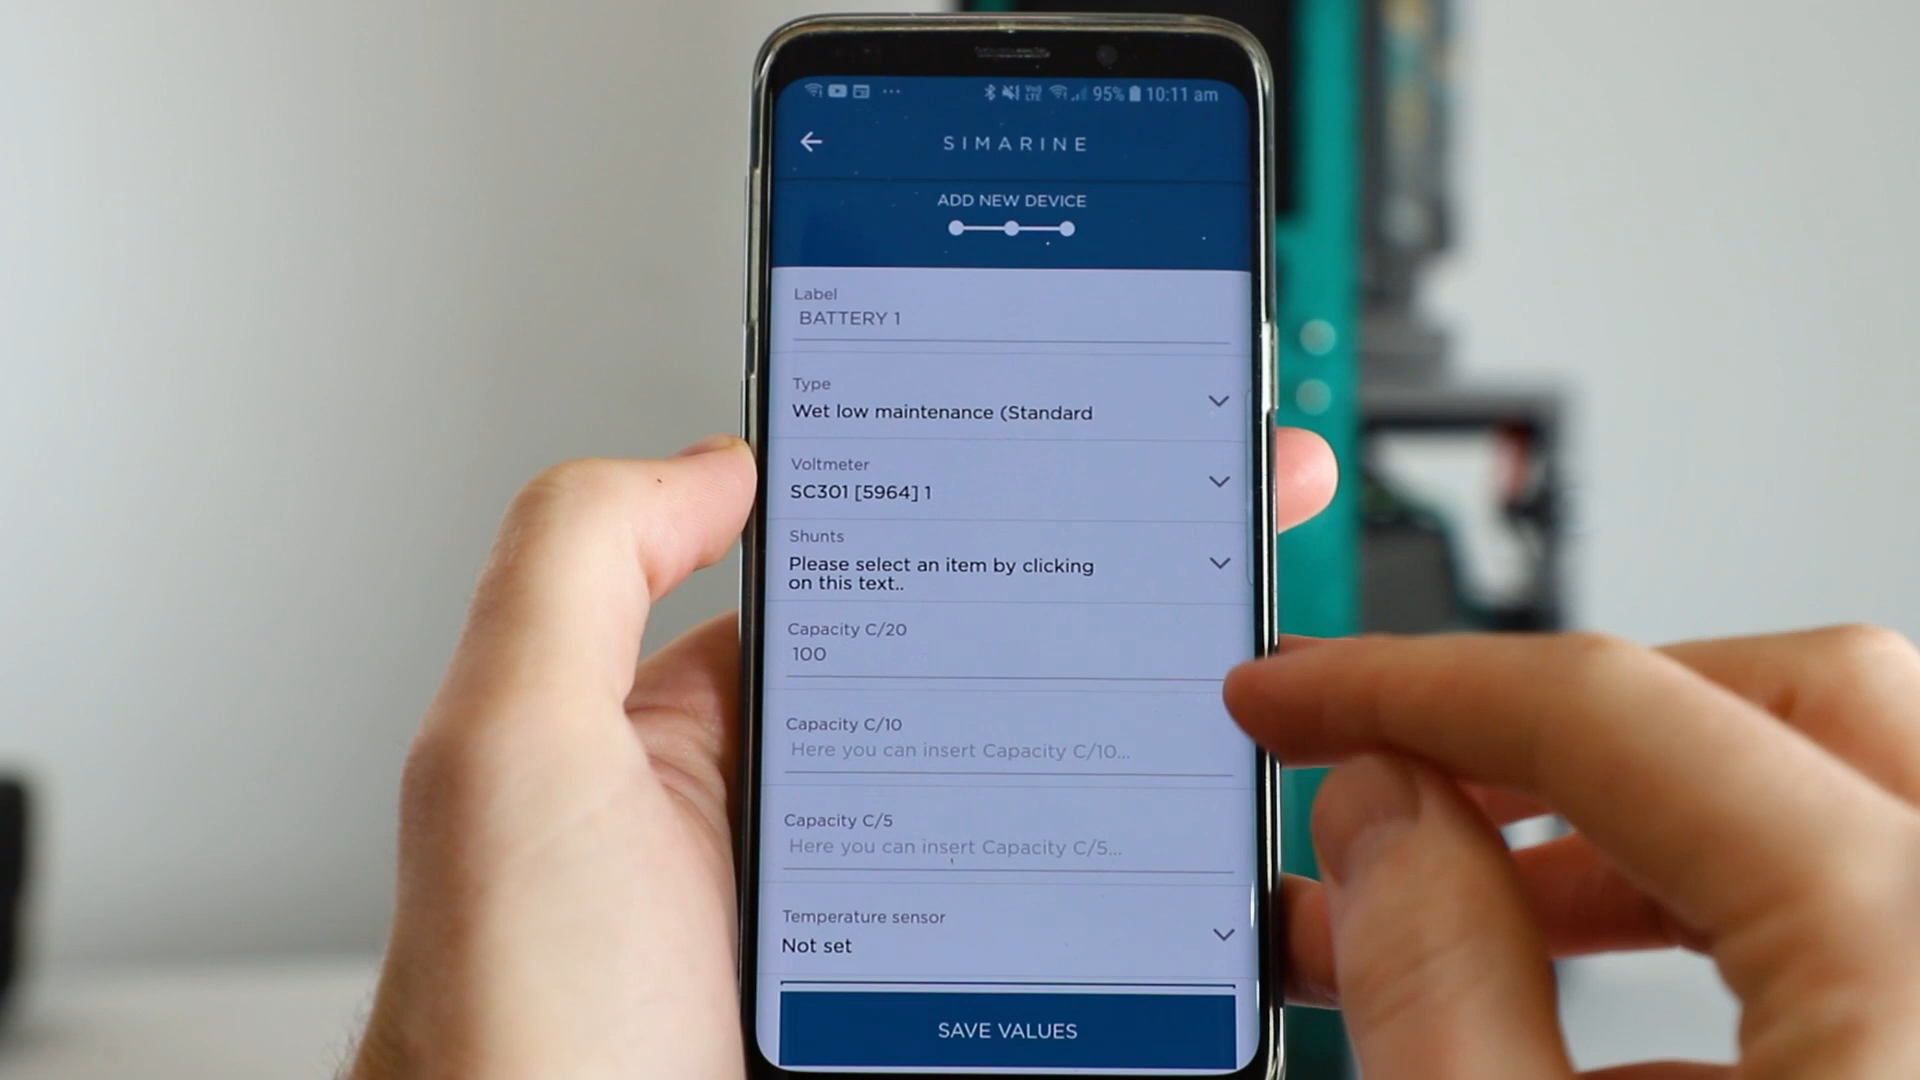 95% 10:11 am
SIMARINE
ADD NEW DEVICE
Label
BATTERY 1
Type
Wet low maintenance (Standard
Voltmeter
SC301 [5964] 1
Shunts
Please select an item by clicking
on this text..
Capacity C/20
100
Capacity C/10
Here you can insert Capacity C/10...
Capacity C/5
Here you can insert Capacity C/5...
Temperature sensor
Not set
SAVE VALUES